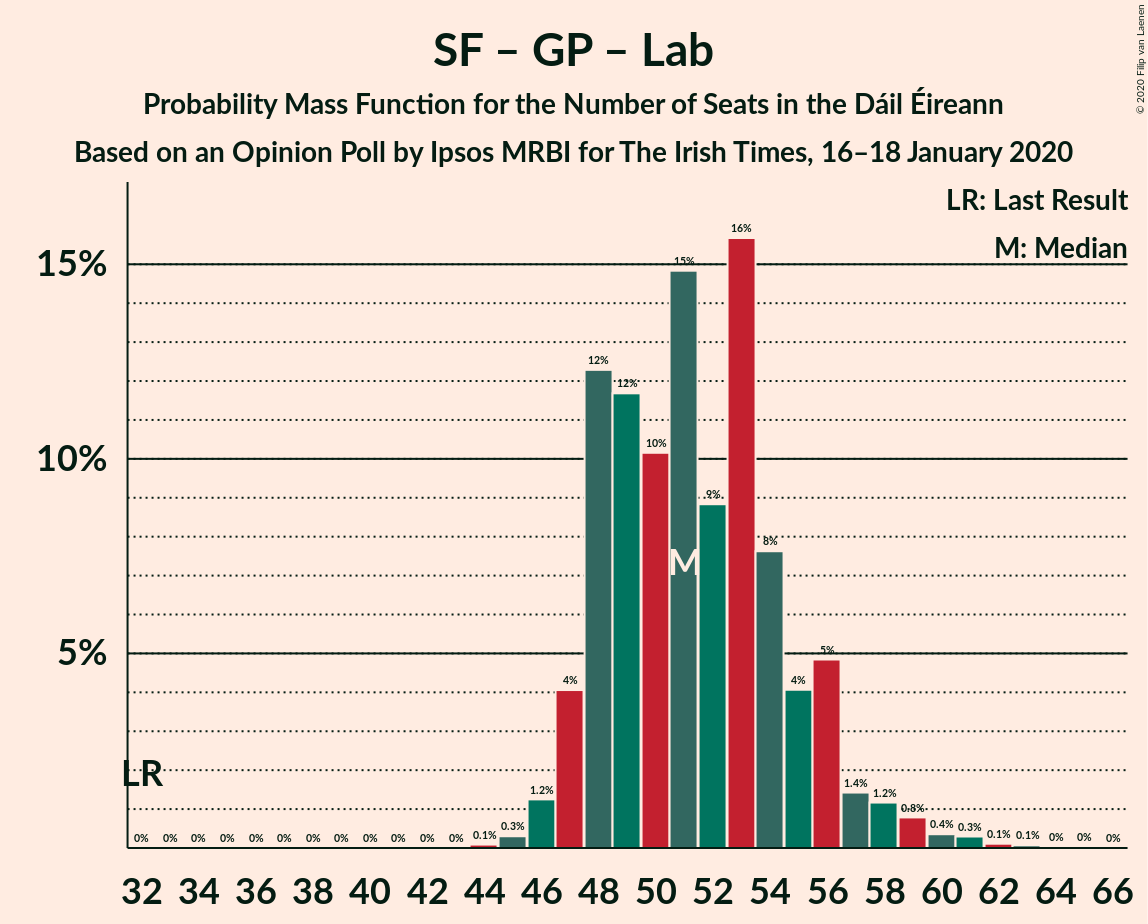 SF – GP – Lab
Probability Mass Function for the Number of Seats in the Dáil Éireann
Based on an Opinion Poll by Ipsos MRBI for The Irish Times, 16–18 January 2020
© 2020 Filip van Laenen
LR: Last Result
M: Median
15%
10%
5%
0% 0% 0% 0% 0% 0% 0% 0% 0% 0% 0% 0% 0.1% 0.3% 1.2% 4% 12% 12% 10% 15% 9% 16% 8% 4% 5% 1.4% 1.2% 0.8% 0.4% 0.3% 0.1% 0.1% 0% 0% 0%
M
LR
32 34 36 38 40 42 44 46 48 50 52 54 56 58 60 62 64 66